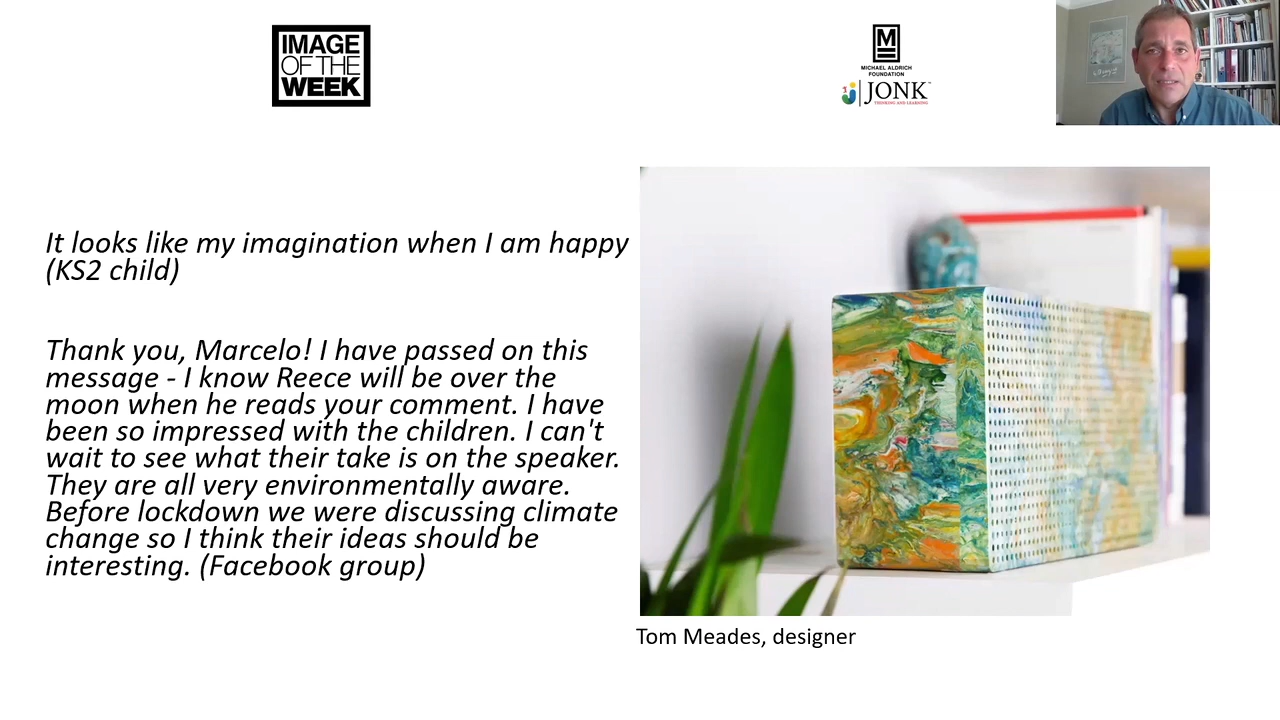 IMAGE
OF THE
WEEK
M
MICHAEL ALDRICH
FOUNDATION
JONK™
THINKING AND LEARNING
It looks like my imagination when I am happy
(KS2 child)
Thank you, Marcelo! I have passed on this
message - I know Reece will be over the
moon when he reads your comment. I have
been so impressed with the children. I can't
wait to see what their take is on the speaker.
They are all very environmentally aware.
Before lockdown we were discussing climate
change so I think their ideas should be
interesting. (Facebook group)
Tom Meades, designer